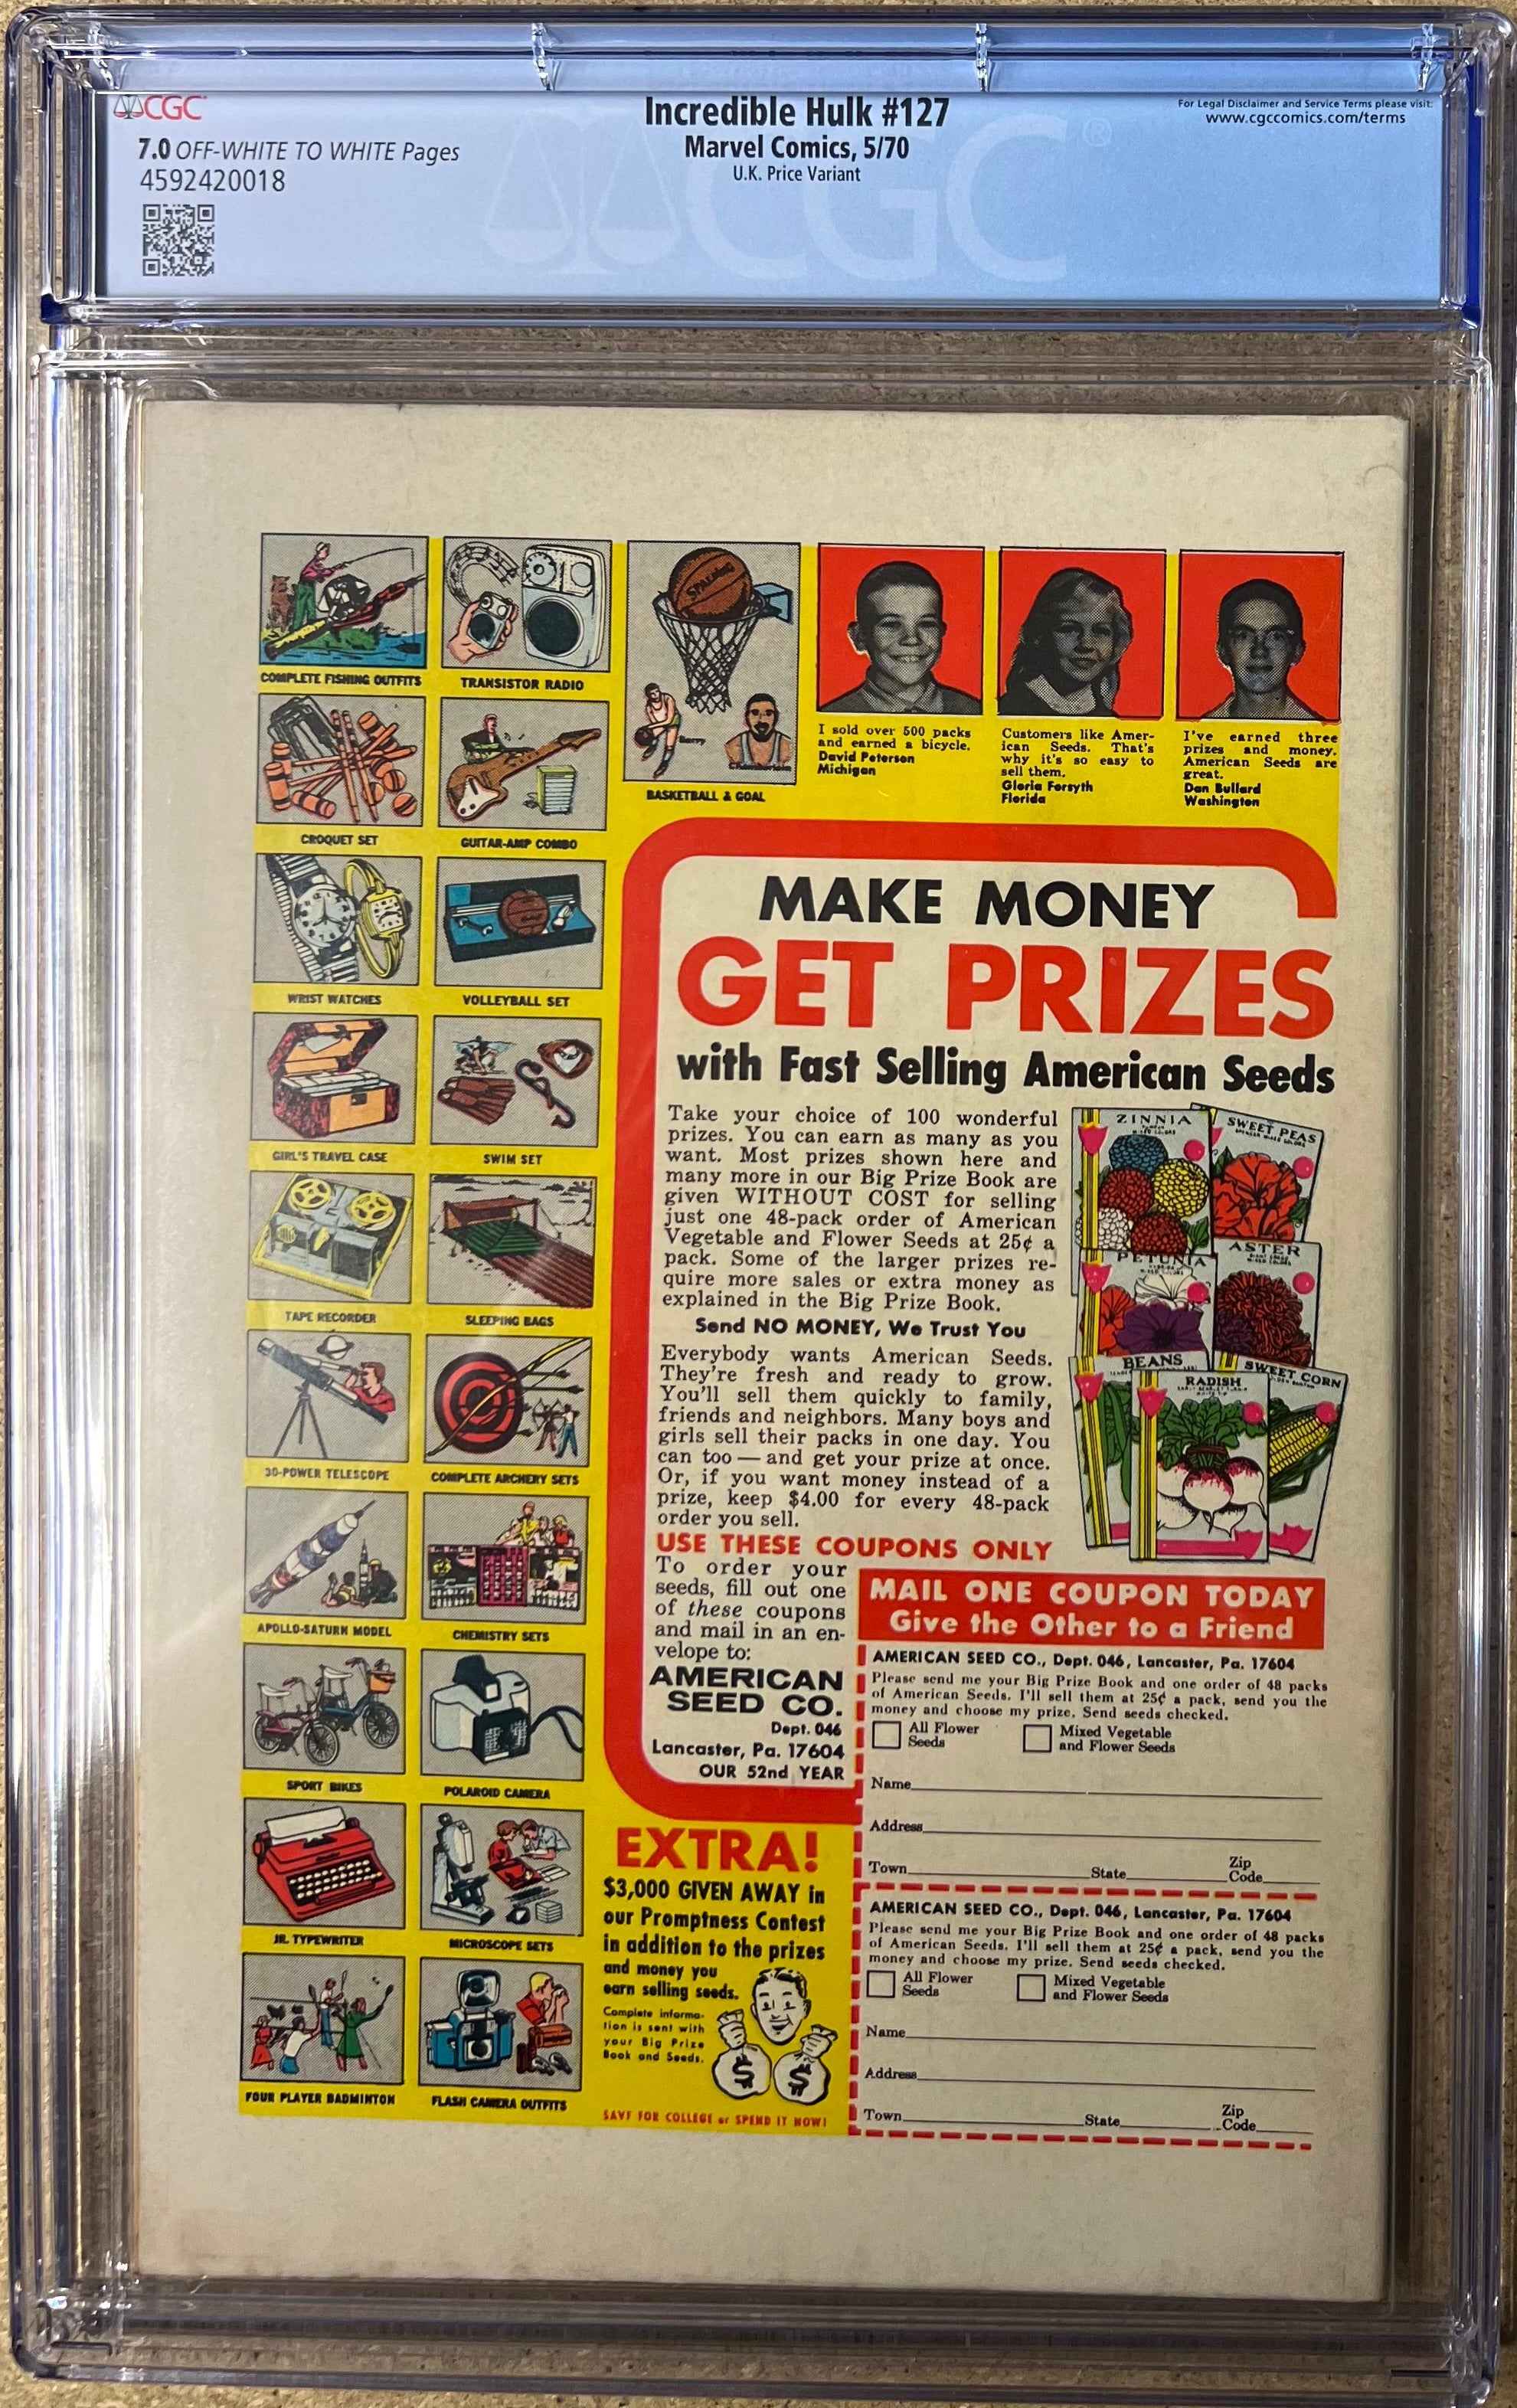 CGC
7.0 OFF-WHITE TO WHITE Pages
4592420018
Incredible Hulk #127
Marvel Comics, 5/70
U.K. Price Variant
For Legal Disclaimer and Service Terms please visit:
www.cgccomics.com/terms
CGC®
COMPLETE FISHING OUTFITS
TRANSISTOR RADIO
SPALDING
Barry
Chamberlain
BASKETBALL & GOAL
CROQUET SET
GUITAR-AMP COMBO
WRIST WATCHES
VOLLEYBALL SET
GIRL'S TRAVEL CASE
SWIM SET
TAPE RECORDER
SLEEPING BAGS
30-POWER TELESCOPE
COMPLETE ARCHERY SETS
APOLLO-SATURN MODEL
CHEMISTRY SETS
SPORT BIKES
POLAROID CAMERA
JR. TYPEWRITER
MICROSCOPE SETS
FOUR PLAYER BADMINTON
FLASH CAMERA OUTFITS
I sold over 500 packs
and earned a bicycle.
David Peterson
Michigan
Customers like Amer-
ican Seeds. That's
why it's so easy to
sell them.
Gloria Forsyth
Florida
I've earned three
prizes and money.
American Seeds are
great.
Dan Bullard
Washington
MAKE MONEY
GET PRIZES
with Fast Selling American Seeds
Take your choice of 100 wonderful
prizes. You can earn as many as you
want. Most prizes shown here and
many more in our Big Prize Book are
given WITHOUT COST for selling
just one 48-pack order of American
Vegetable and Flower Seeds at 25¢ a
pack. Some of the larger prizes re-
quire more sales or extra money as
explained in the Big Prize Book.
Send NO MONEY, We Trust You
Everybody wants American Seeds.
They're fresh and ready to grow.
You'll sell them quickly to family,
friends and neighbors. Many boys and
girls sell their packs in one day. You
can too — and get your prize at once.
Or, if you want money instead of a
prize, keep $4.00 for every 48-pack
order you sell.
ZINNIA
SWEET PEAS
PETUNIA
ASTER
BEANS
RADISH
SWEET CORN
USE THESE COUPONS ONLY
To order your
seeds, fill out one
of these coupons
and mail in an en-
velope to:
AMERICAN
SEED CO.
Dept. 046
Lancaster, Pa. 17604
OUR 52nd YEAR
MAIL ONE COUPON TODAY
Give the Other to a Friend
AMERICAN SEED CO., Dept. 046, Lancaster, Pa. 17604
Please send me your Big Prize Book and one order of 48 packs
of American Seeds. I'll sell them at 25¢ a pack, send you the
money and choose my prize. Send seeds checked.
All Flower
Seeds
Mixed Vegetable
and Flower Seeds
Name
Address
Town State Zip
Code
AMERICAN SEED CO., Dept. 046, Lancaster, Pa. 17604
Please send me your Big Prize Book and one order of 48 packs
of American Seeds. I'll sell them at 25¢ a pack, send you the
money and choose my prize. Send seeds checked.
All Flower
Seeds
Mixed Vegetable
and Flower Seeds
Name
Address
Town State Zip
Code
EXTRA!
$3,000 GIVEN AWAY in
our Promptness Contest
in addition to the prizes
and money you
earn selling seeds.
Complete informa-
tion is sent with
your Big Prize
Book and Seeds.
$ $
SAVE FOR COLLEGE or SPEND IT NOW!